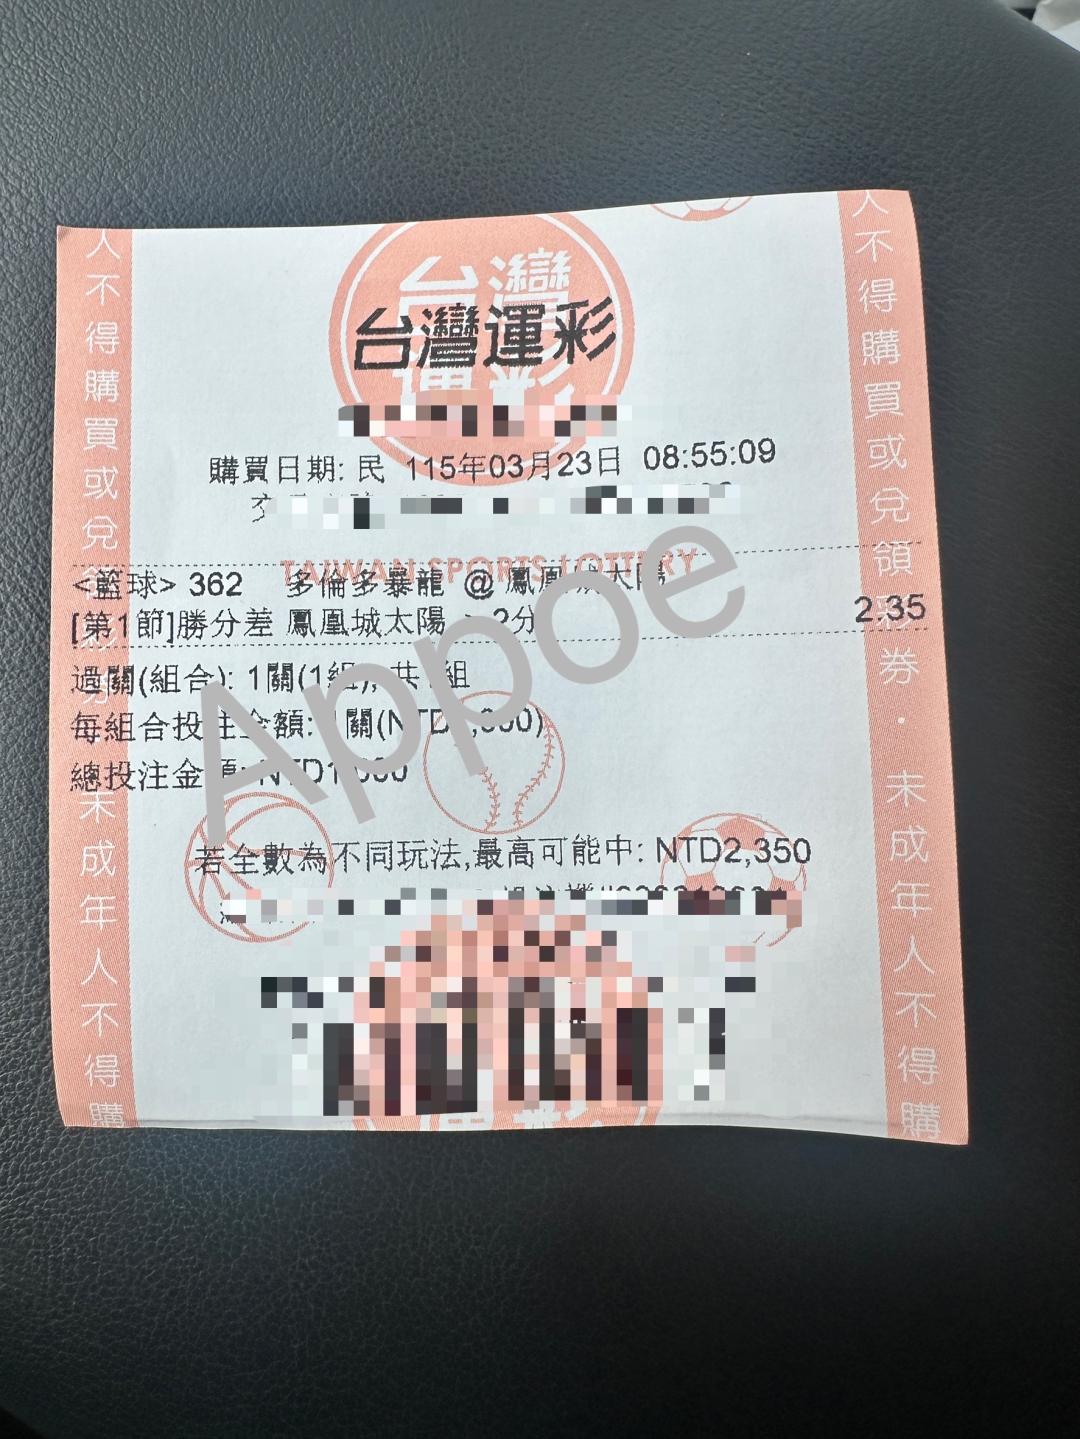 台灣運彩
購買日期: 民 115年03月23日 08:55:09
TAIWAN SPORTS LOTTERY
<籃球> 362 多倫多暴龍 @ 鳳凰城太陽
[第1節]勝分差 鳳凰城太陽 > 2分 2.35
過關(組合): 1關(1組), 共1組
每組合投注金額: 1關(NTD1,000)
總投注金額: NTD1,000
若全數為不同玩法,最高可能中: NTD2,350
Appoe
人不得購買或兌領彩券.未成年人不得購
人不得購買或兌領彩券.未成年人不得購